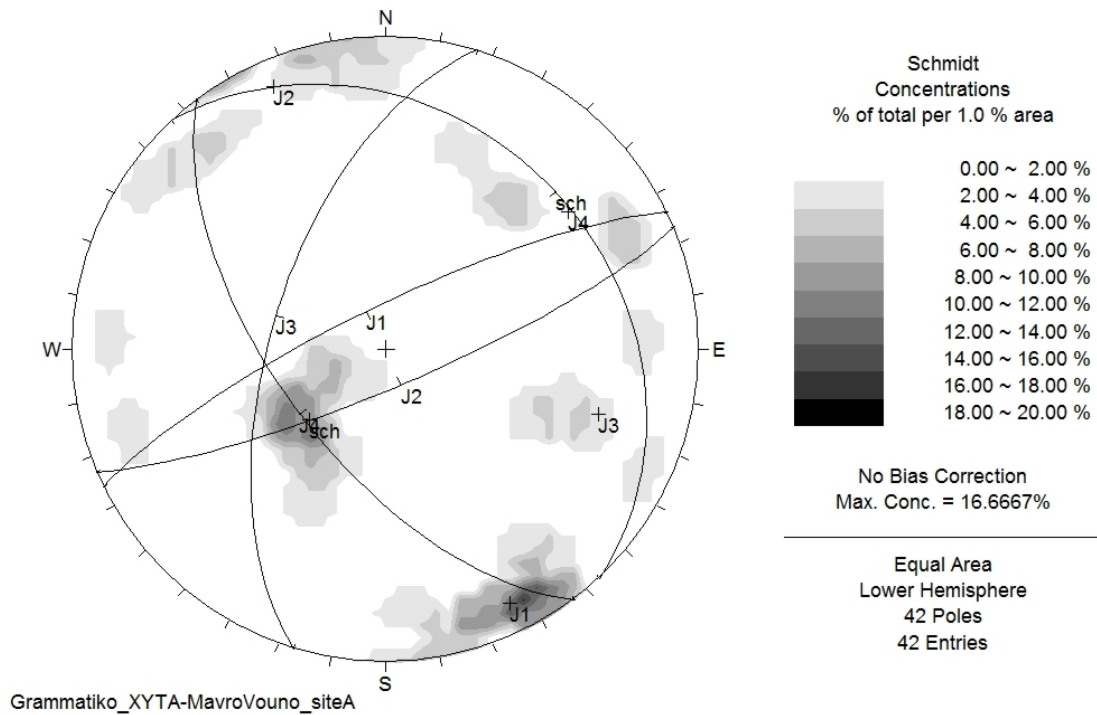 N
J2
sch
J4
J3
J1
W
E
J2
sch
J3
J1
S
Grammatiko_XYTA-MavroVouno_siteA
Schmidt
Concentrations
% of total per 1.0 % area
0.00 ~ 2.00 %
2.00 ~ 4.00 %
4.00 ~ 6.00 %
6.00 ~ 8.00 %
8.00 ~ 10.00 %
10.00 ~ 12.00 %
12.00 ~ 14.00 %
14.00 ~ 16.00 %
16.00 ~ 18.00 %
18.00 ~ 20.00 %
No Bias Correction
Max. Conc. = 16.6667%
Equal Area
Lower Hemisphere
42 Poles
42 Entries